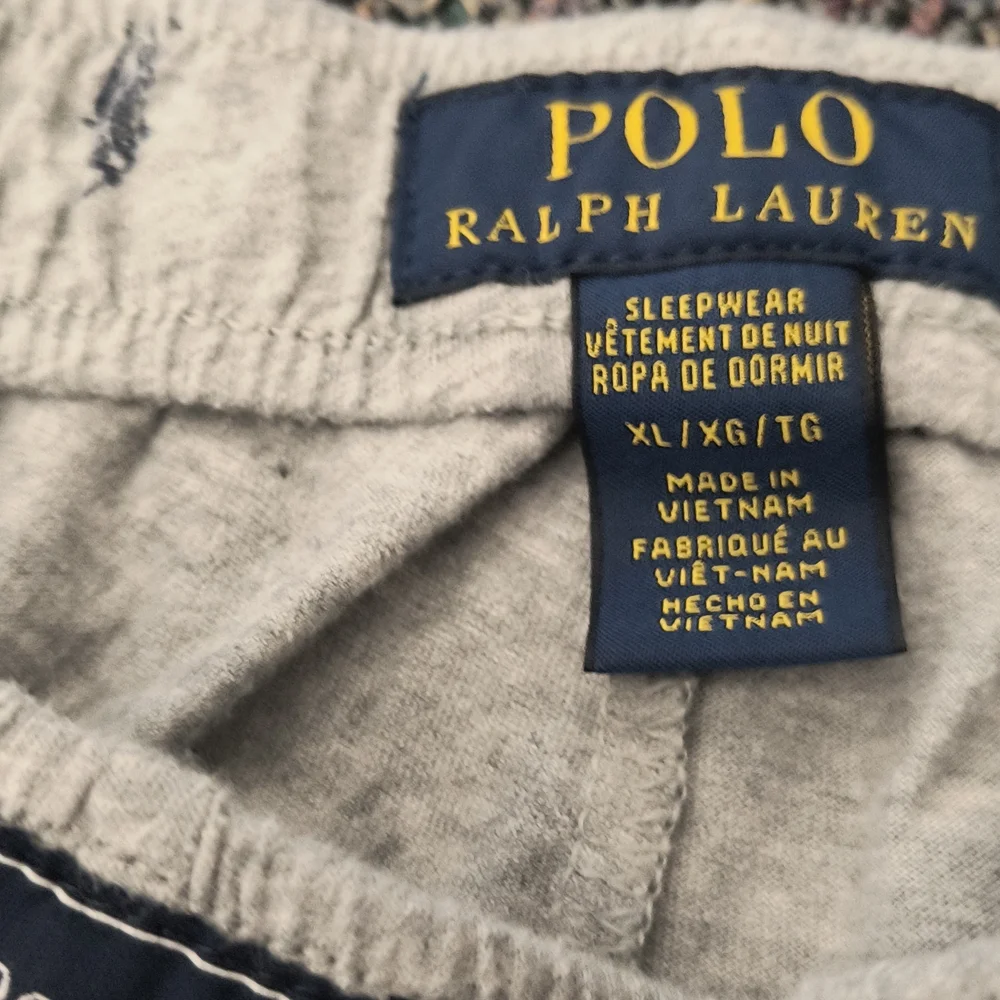 POLO
RALPH LAUREN
SLEEPWEAR
VÊTEMENT DE NUIT
ROPA DE DORMIR
XL/XG/TG
MADE IN
VIETNAM
FABRIQUÉ AU
VIÊT-NAM
HECHO EN
VIETNAM